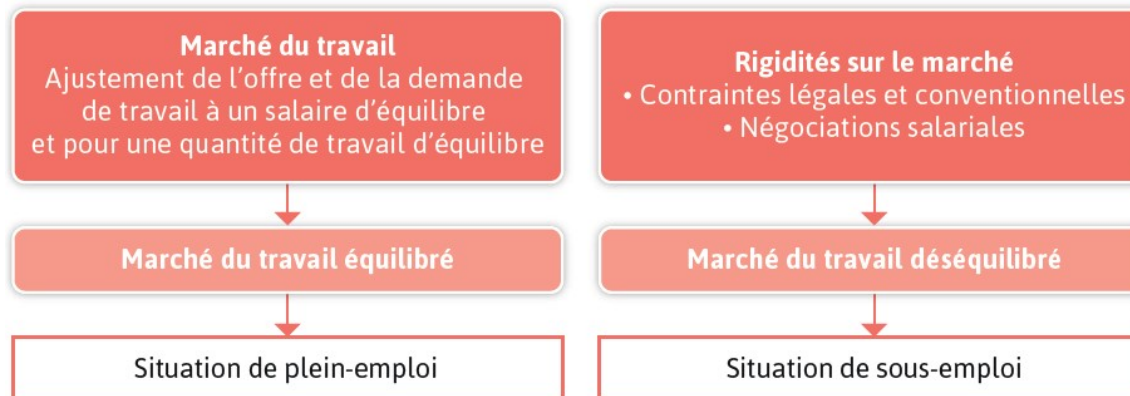 Marché du travail
Ajustement de l’offre et de la demande
de travail à un salaire d’équilibre
et pour une quantité de travail d’équilibre
Marché du travail équilibré
Situation de plein-emploi
Rigidités sur le marché
• Contraintes légales et conventionnelles
• Négociations salariales
Marché du travail déséquilibré
Situation de sous-emploi